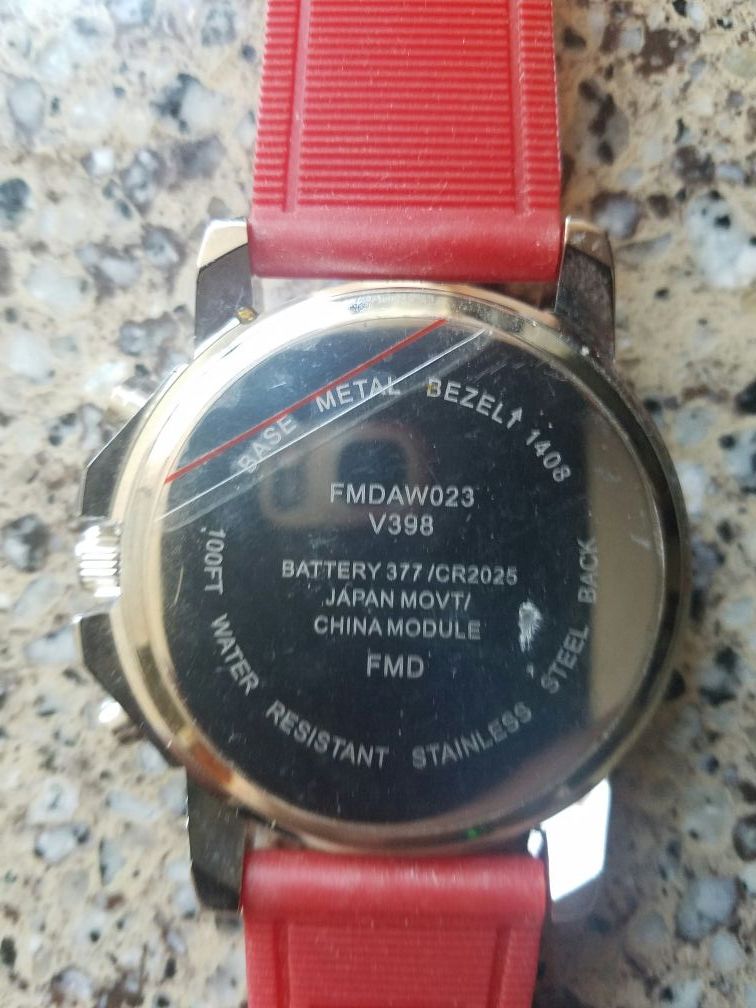 BASE METAL BEZEL↑ 1408
FMDAW023
V398
BATTERY 377 /CR2025
JAPAN MOVT/
CHINA MODULE
FMD
100FT WATER RESISTANT STAINLESS STEEL BACK